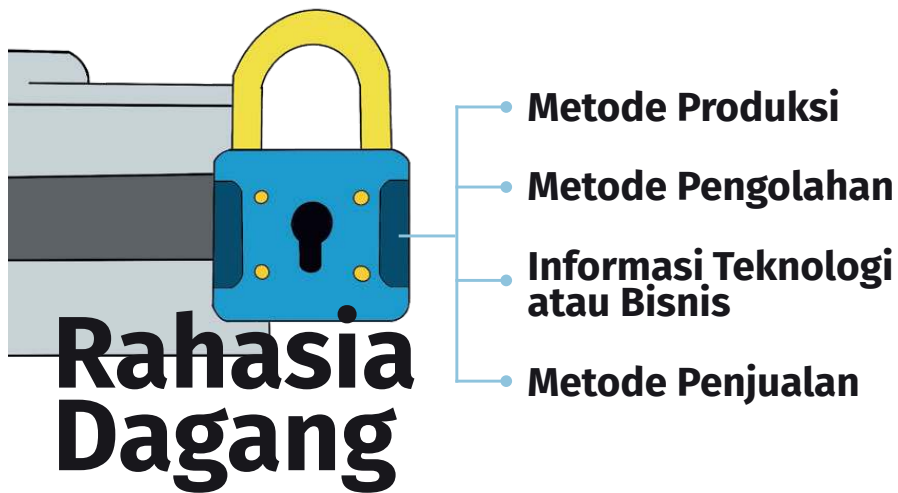 Rahasia
Dagang
Metode Produksi
Metode Pengolahan
Informasi Teknologi
atau Bisnis
Metode Penjualan